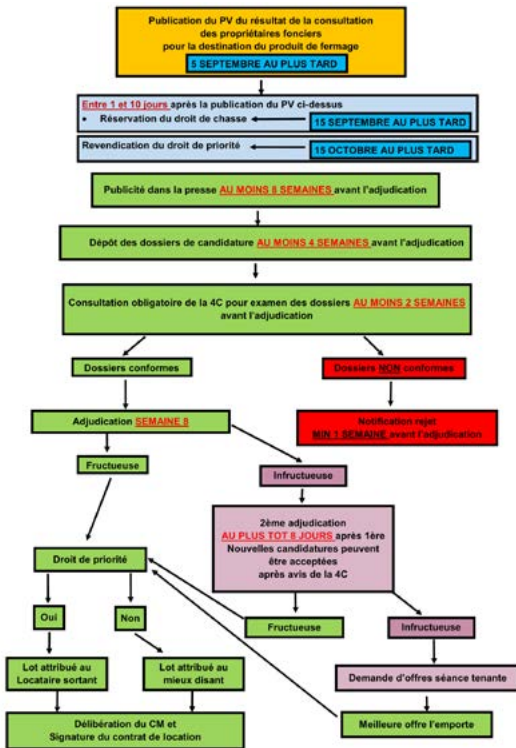 Publication du PV du résultat de la consultation
des propriétaires fonciers
pour la destination du produit de fermage
5 SEPTEMBRE AU PLUS TARD
Entre 1 et 10 jours après la publication du PV ci-dessus
• Réservation du droit de chasse
15 SEPTEMBRE AU PLUS TARD
Revendication du droit de priorité
15 OCTOBRE AU PLUS TARD
Publicité dans la presse AU MOINS 8 SEMAINES avant l'adjudication
Dépôt des dossiers de candidature AU MOINS 4 SEMAINES avant l'adjudication
Consultation obligatoire de la 4C pour examen des dossiers AU MOINS 2 SEMAINES
avant l'adjudication
Dossiers conformes
Dossiers NON conformes
Adjudication SEMAINE 8
Notification rejet
MIN 1 SEMAINE avant l'adjudication
Fructueuse
Infructueuse
2ème adjudication
AU PLUS TOT 8 JOURS après 1ère
Nouvelles candidatures peuvent
être acceptées
après avis de la 4C
Droit de priorité
Oui
Non
Fructueuse
Infructueuse
Lot attribué au
Locataire sortant
Lot attribué au
mieux disant
Demande d'offres séance tenante
Délibération du CM et
Signature du contrat de location
Meilleure offre l'emporte